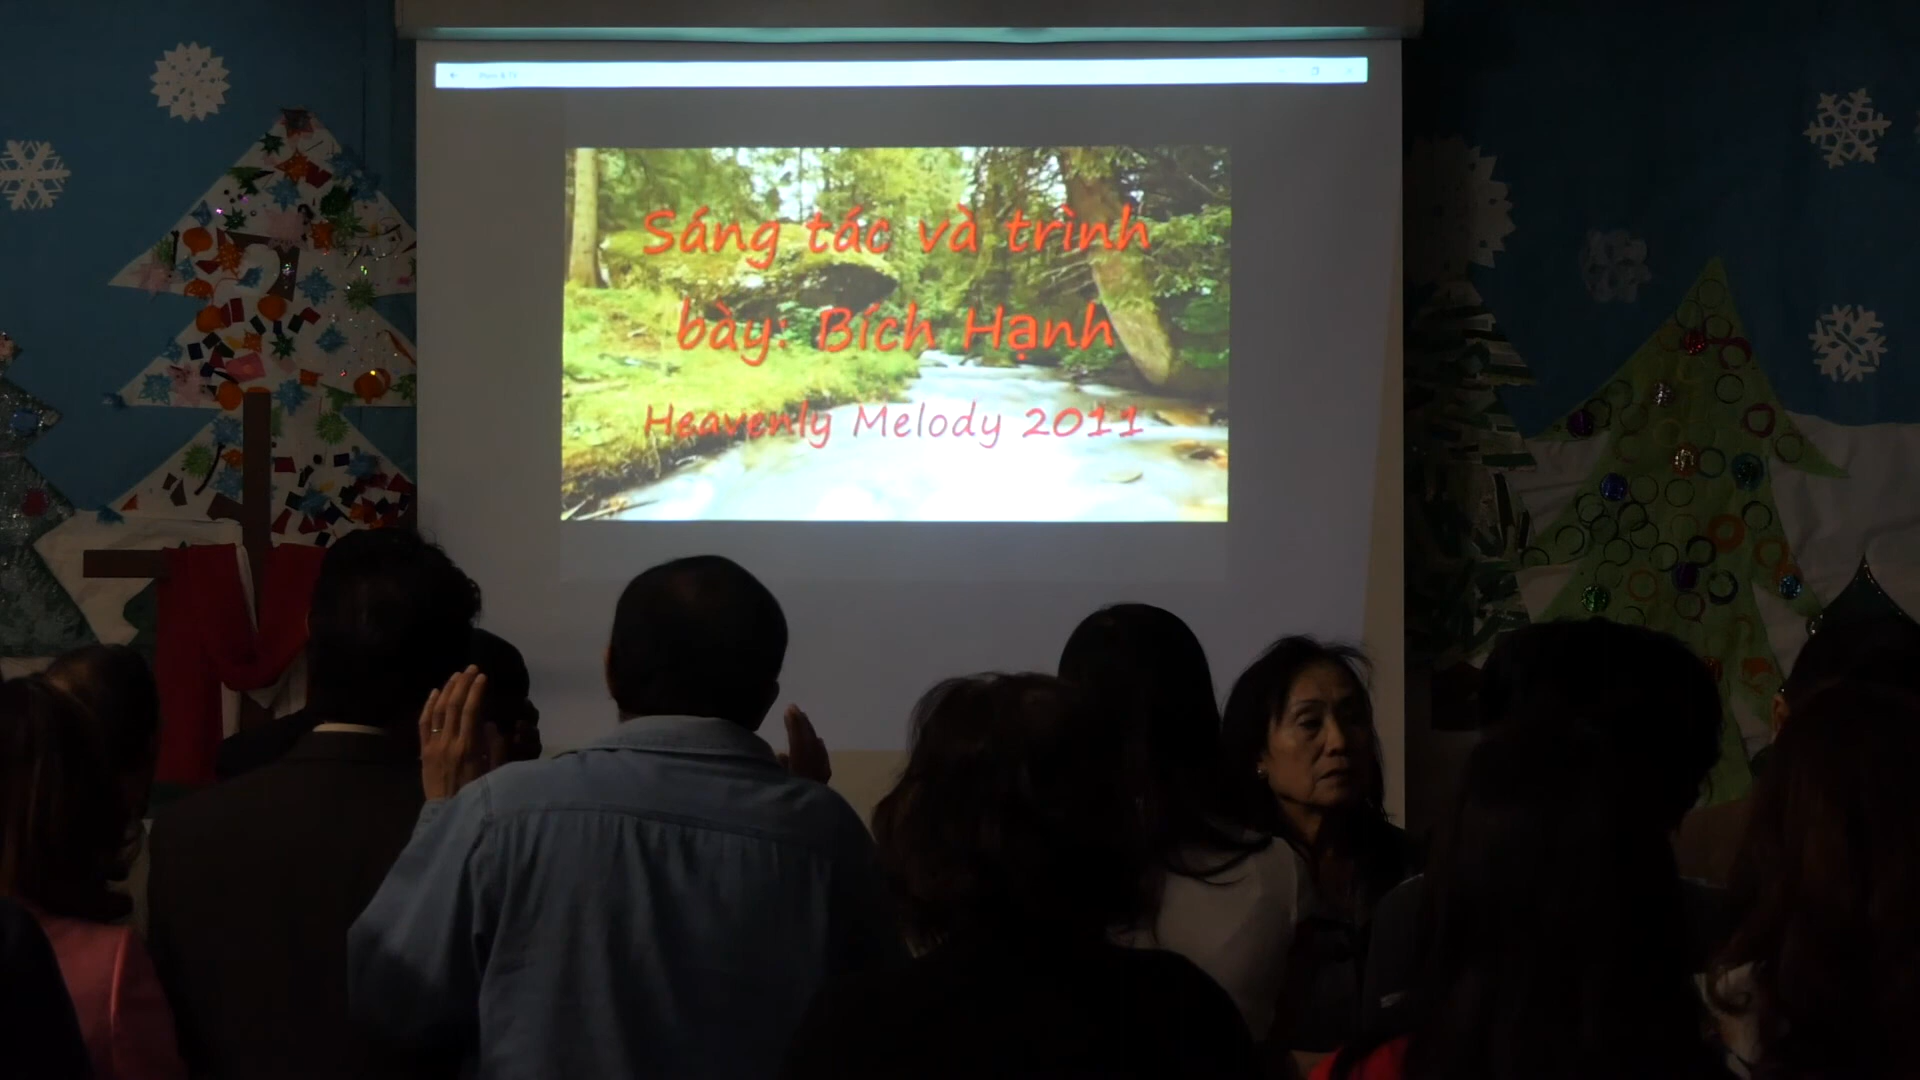 Sáng tác và trình
bày: Bích Hạnh
Heavenly Melody 2011